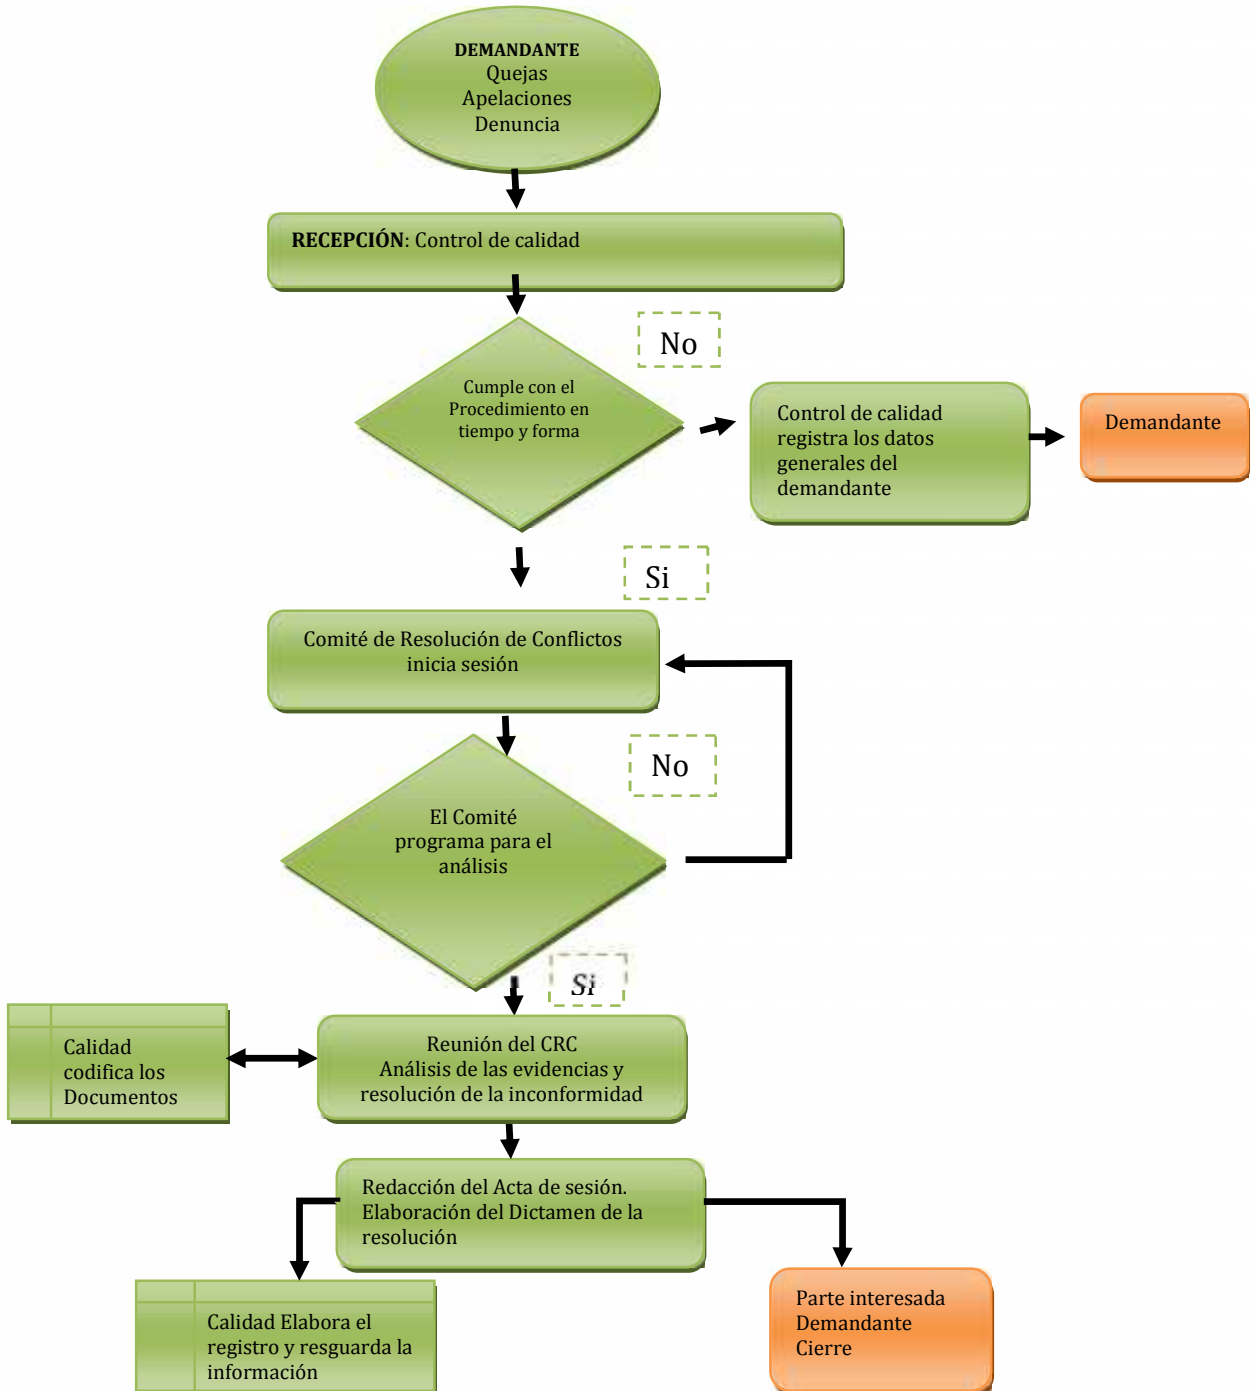 DEMANDANTE
Quejas
Apelaciones
Denuncia
RECEPCIÓN: Control de calidad
No
Cumple con el
Procedimiento en
tiempo y forma
Control de calidad
registra los datos
generales del
demandante
Demandante
Si
Comité de Resolución de Conflictos
inicia sesión
No
El Comité
programa para el
análisis
Si
Calidad
codifica los
Documentos
Reunión del CRC
Análisis de las evidencias y
resolución de la inconformidad
Redacción del Acta de sesión.
Elaboración del Dictamen de la
resolución
Calidad Elabora el
registro y resguarda la
información
Parte interesada
Demandante
Cierre